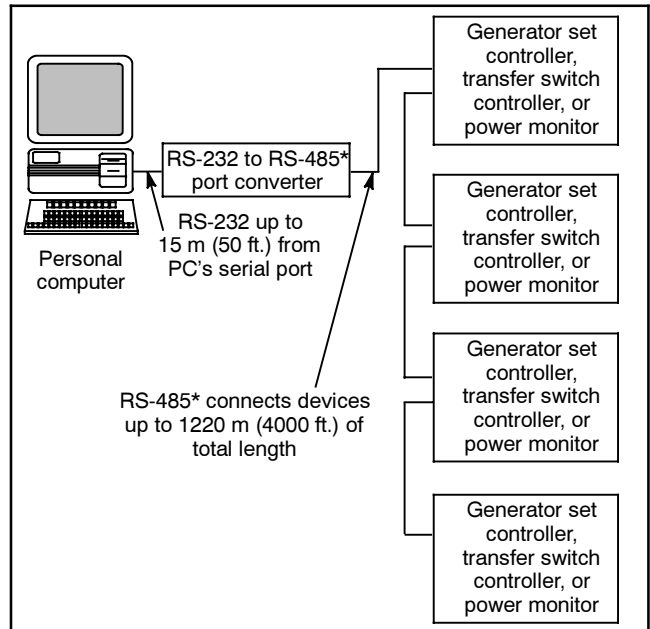 Generator set
controller,
transfer switch
controller, or
power monitor
RS-232 to RS-485*
port converter
RS-232 up to
15 m (50 ft.) from
PC's serial port
Personal
computer
Generator set
controller,
transfer switch
controller, or
power monitor
RS-485* connects devices
up to 1220 m (4000 ft.) of
total length
Generator set
controller,
transfer switch
controller, or
power monitor
Generator set
controller,
transfer switch
controller, or
power monitor